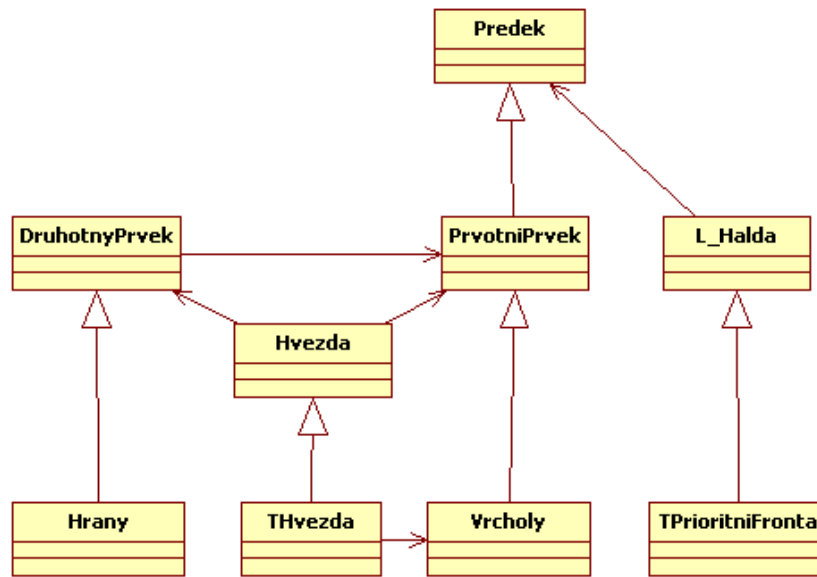 Predek
DruhotnyPrvek
PrvotniPrvek
L_Halda
Hvezda
Hrany
THvezda
Vrcholy
TPrioritniFronta